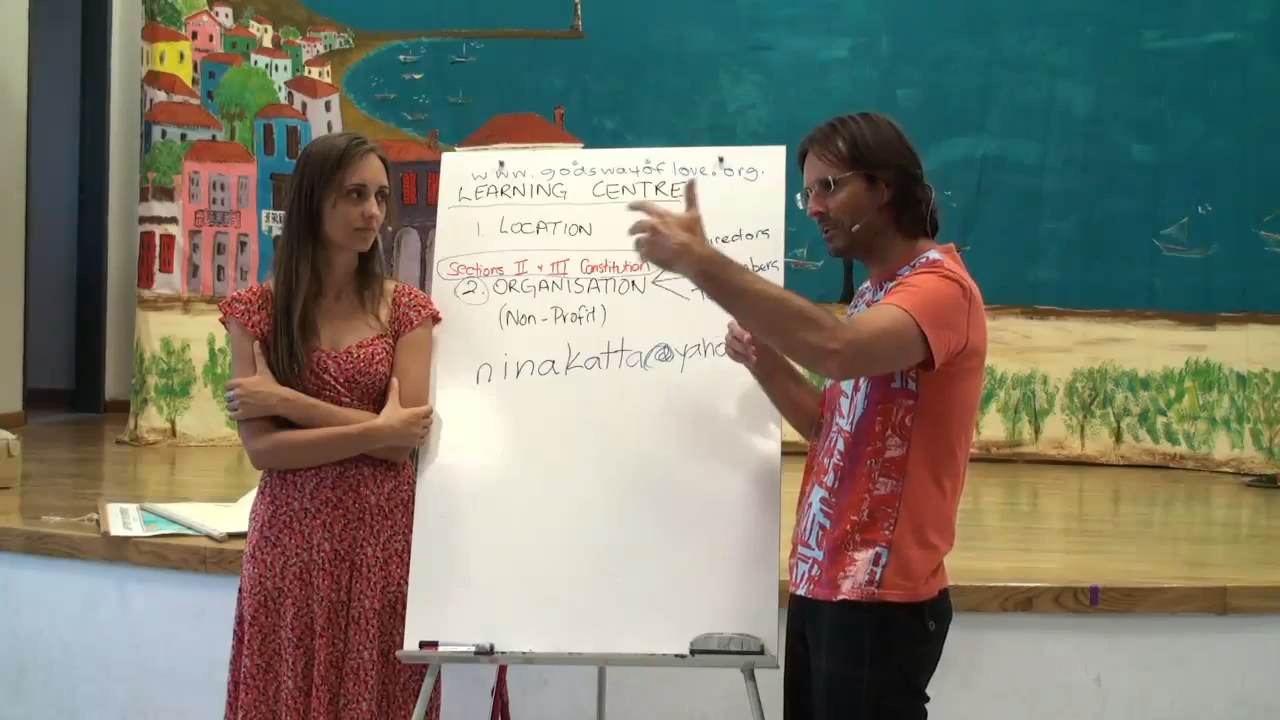 www.godswayoflove.org.
LEARNING CENTRE
1. LOCATION
Sections II & III Constitution
2. ORGANISATION
(Non-Profit)
ninakatta@yaho